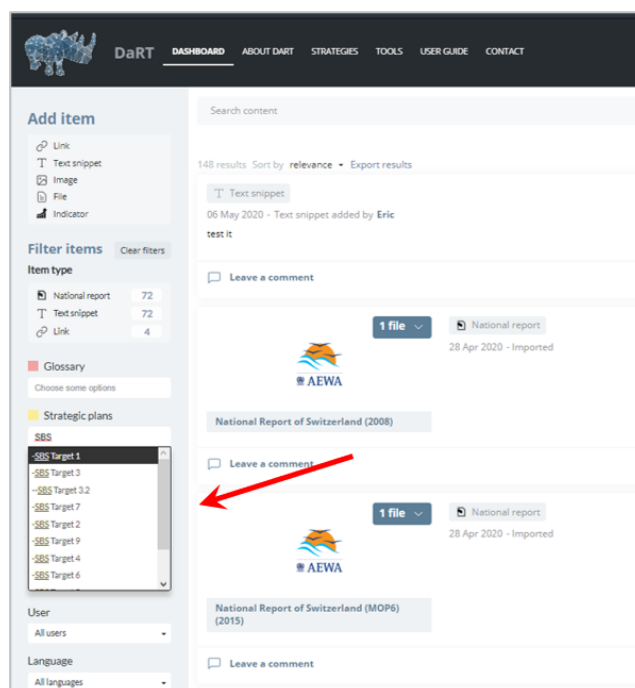 DaRT DASHBOARD ABOUT DART STRATEGIES TOOLS USER GUIDE CONTACT
Add item
Link
Text snippet
Image
File
Indicator
Filter items Clear filters
Item type
National report 72
Text snippet 72
Link 4
Glossary
Choose some options
Strategic plans
SBS
-SBS Target 1
-SBS Target 3
--SBS Target 3.2
-SBS Target 7
-SBS Target 2
-SBS Target 9
-SBS Target 4
-SBS Target 6
User
All users
Language
All languages
Search content
148 results Sort by relevance Export results
Text snippet
06 May 2020 - Text snippet added by Eric
test it
Leave a comment
1 file National report
28 Apr 2020 - Imported
AEWA
National Report of Switzerland (2008)
Leave a comment
1 file National report
28 Apr 2020 - Imported
AEWA
National Report of Switzerland (MOP6)
(2015)
Leave a comment